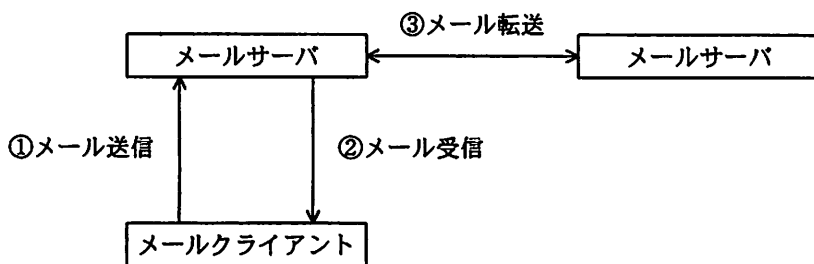 ③メール転送
メールサーバ
メールサーバ
①メール送信
②メール受信
メールクライアント